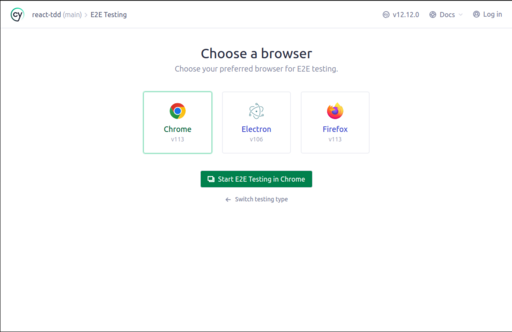 cy react-tdd (main) > E2E Testing v12.12.0 Docs Log in
Choose a browser
Choose your preferred browser for E2E testing.
Chrome Electron Firefox
v113 v106 v113
Start E2E Testing in Chrome
← Switch testing type